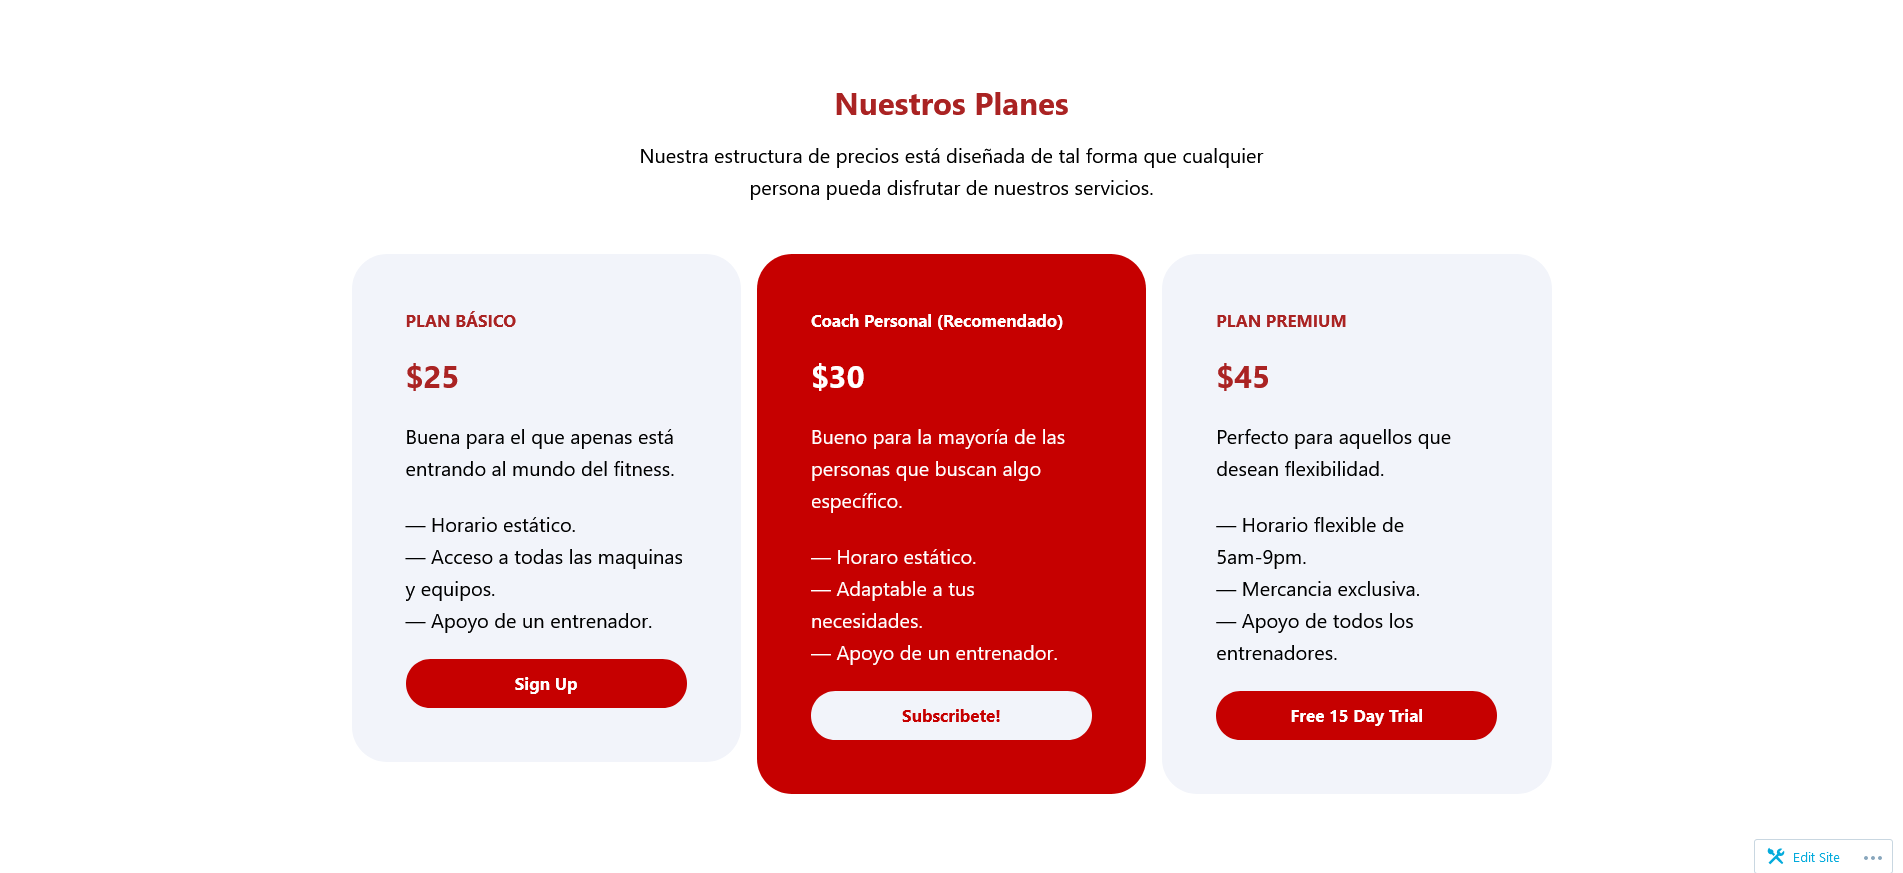 Nuestros Planes
Nuestra estructura de precios está diseñada de tal forma que cualquier
persona pueda disfrutar de nuestros servicios.
PLAN BÁSICO
$25
Buena para el que apenas está
entrando al mundo del fitness.
— Horario estático.
— Acceso a todas las maquinas
y equipos.
— Apoyo de un entrenador.
Sign Up
Coach Personal (Recomendado)
$30
Bueno para la mayoría de las
personas que buscan algo
específico.
— Horaro estático.
— Adaptable a tus
necesidades.
— Apoyo de un entrenador.
Subscribete!
PLAN PREMIUM
$45
Perfecto para aquellos que
desean flexibilidad.
— Horario flexible de
5am-9pm.
— Mercancia exclusiva.
— Apoyo de todos los
entrenadores.
Free 15 Day Trial
Edit Site